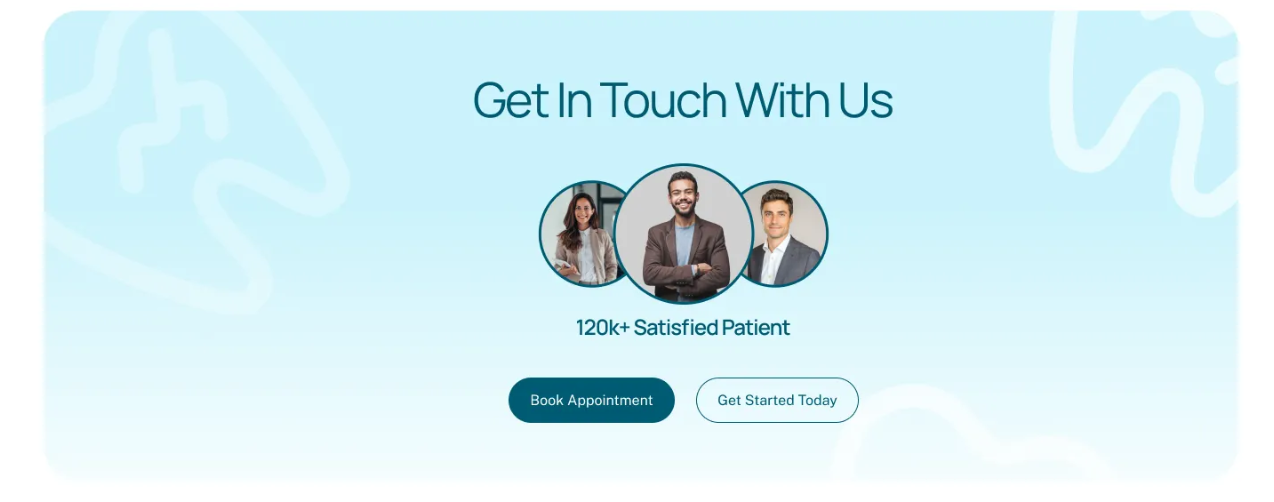 Get In Touch With Us
120k+ Satisfied Patient
Book Appointment
Get Started Today